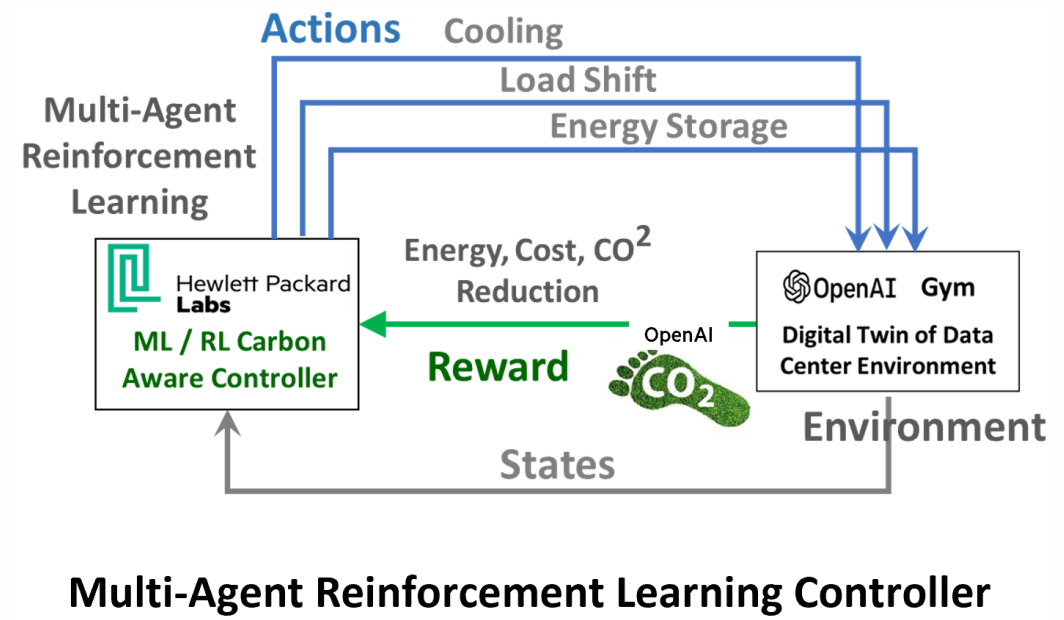 Actions Cooling
Load Shift
Energy Storage
Multi-Agent
Reinforcement
Learning
Hewlett Packard
Labs
ML / RL Carbon
Aware Controller
Energy, Cost, CO²
Reduction
Reward
OpenAI
CO₂
OpenAI Gym
Digital Twin of Data
Center Environment
Environment
States
Multi-Agent Reinforcement Learning Controller